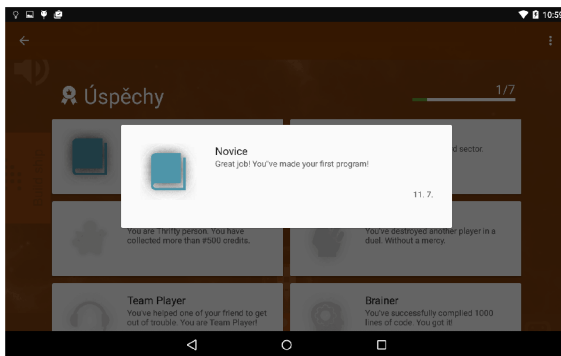 10:59
Úspěchy
1/7
Novice
Great job! You've made your first program!
11. 7.
d sector.
You are Thrifty person. You have
collected more than #500 credits.
You've destroyed another player in a
duel. Without a mercy.
Team Player
You've helped one of your friend to get
out of trouble. You are Team Player!
Brainer
You've successfully complied 1000
lines of code. You got it!